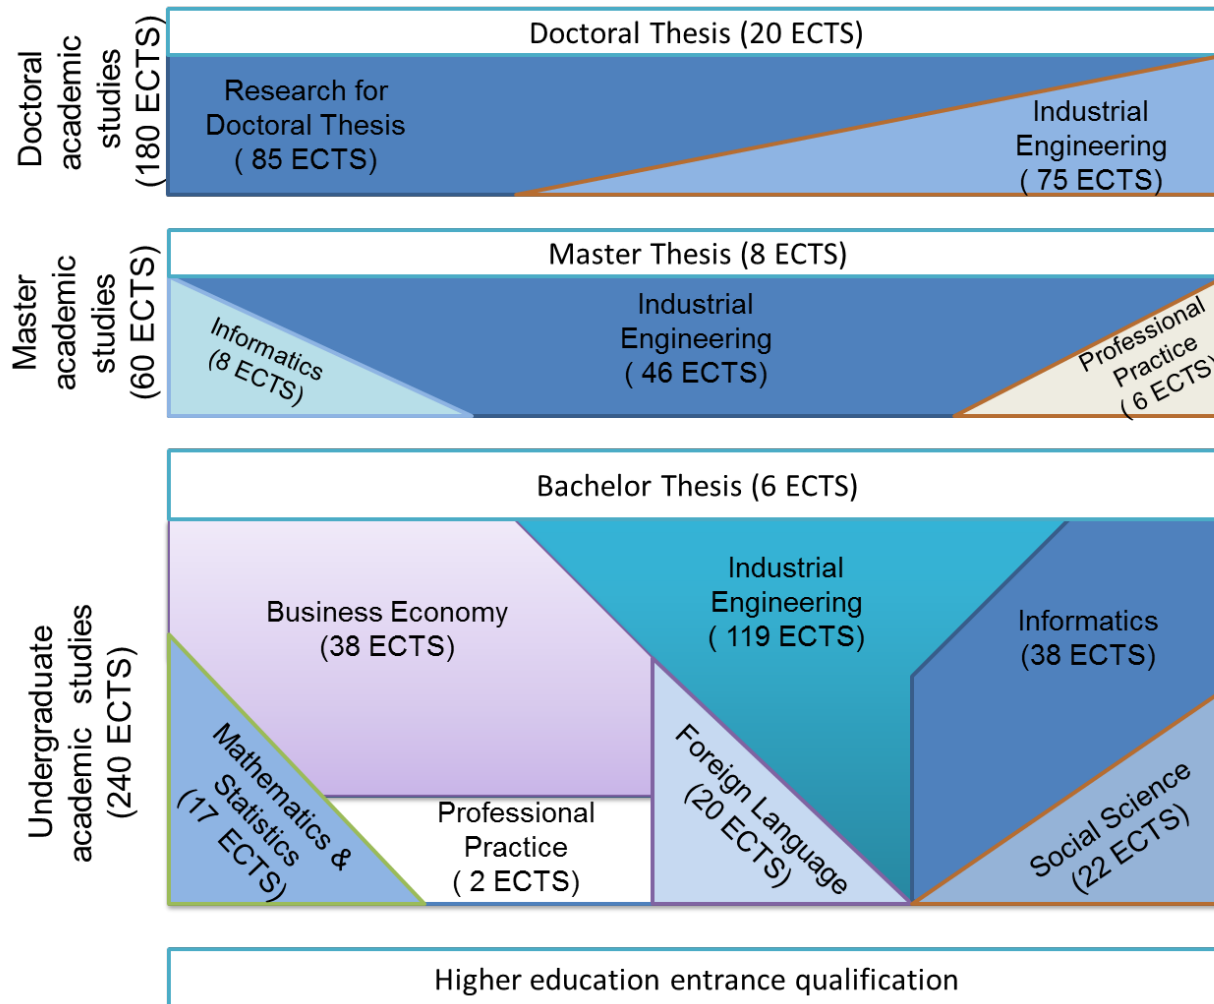 Doctoral
academic
studies
(180 ECTS)
Doctoral Thesis (20 ECTS)
Research for
Doctoral Thesis
( 85 ECTS)
Industrial
Engineering
( 75 ECTS)
Master
academic
studies
(60 ECTS)
Master Thesis (8 ECTS)
Informatics
(8 ECTS)
Industrial
Engineering
( 46 ECTS)
Professional
Practice
( 6 ECTS)
Undergraduate
academic studies
(240 ECTS)
Bachelor Thesis (6 ECTS)
Business Economy
(38 ECTS)
Industrial
Engineering
( 119 ECTS)
Informatics
(38 ECTS)
Mathematics &
Statistics
(17 ECTS)
Professional
Practice
( 2 ECTS)
Foreign Language
(20 ECTS)
Social Science
(22 ECTS)
Higher education entrance qualification